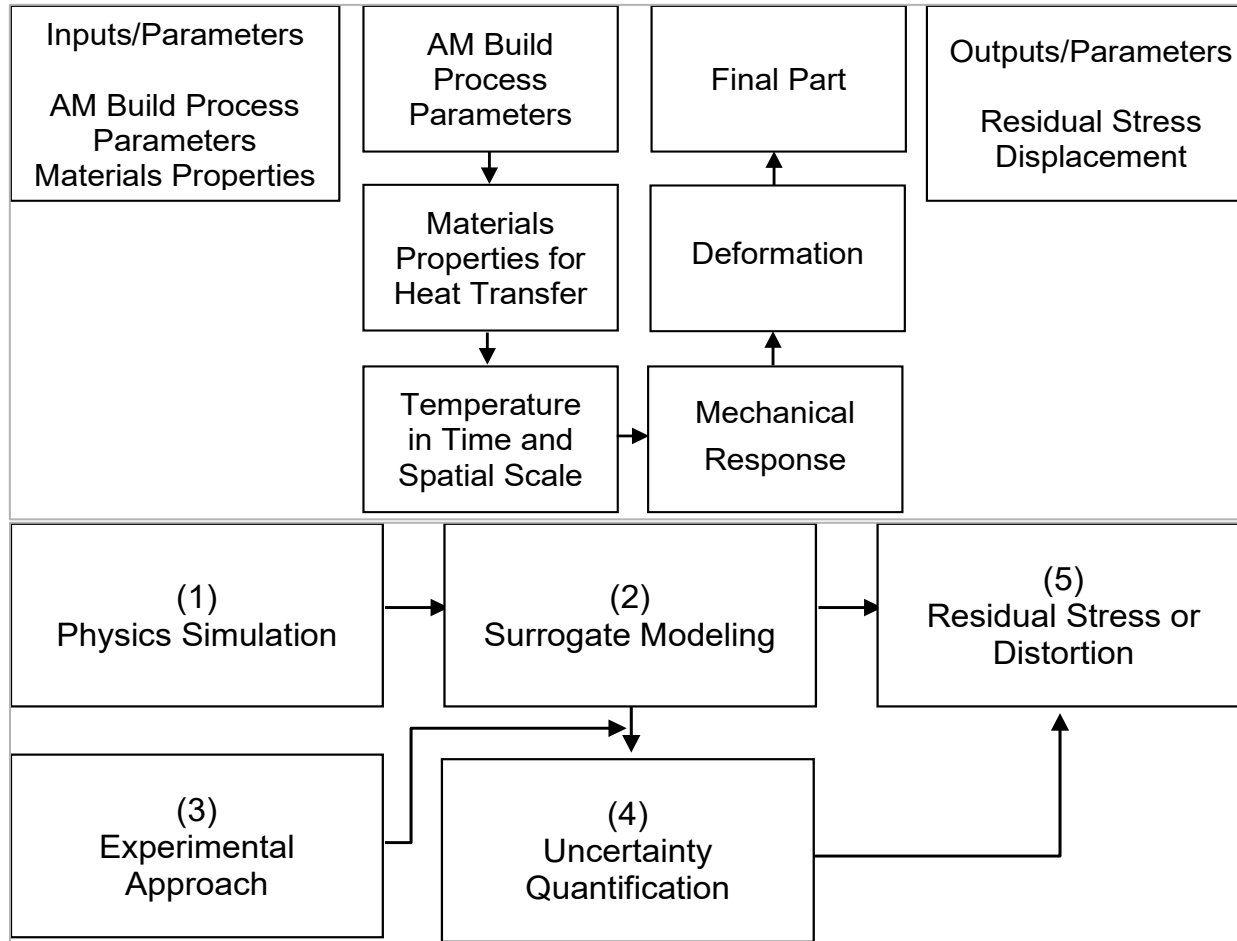 Inputs/Parameters
AM Build Process
Parameters
Materials Properties
AM Build
Process
Parameters
Final Part
Outputs/Parameters
Residual Stress
Displacement
Materials
Properties for
Heat Transfer
Deformation
Temperature
in Time and
Spatial Scale
Mechanical
Response
(1)
Physics Simulation
(2)
Surrogate Modeling
(5)
Residual Stress or
Distortion
(3)
Experimental
Approach
(4)
Uncertainty
Quantification